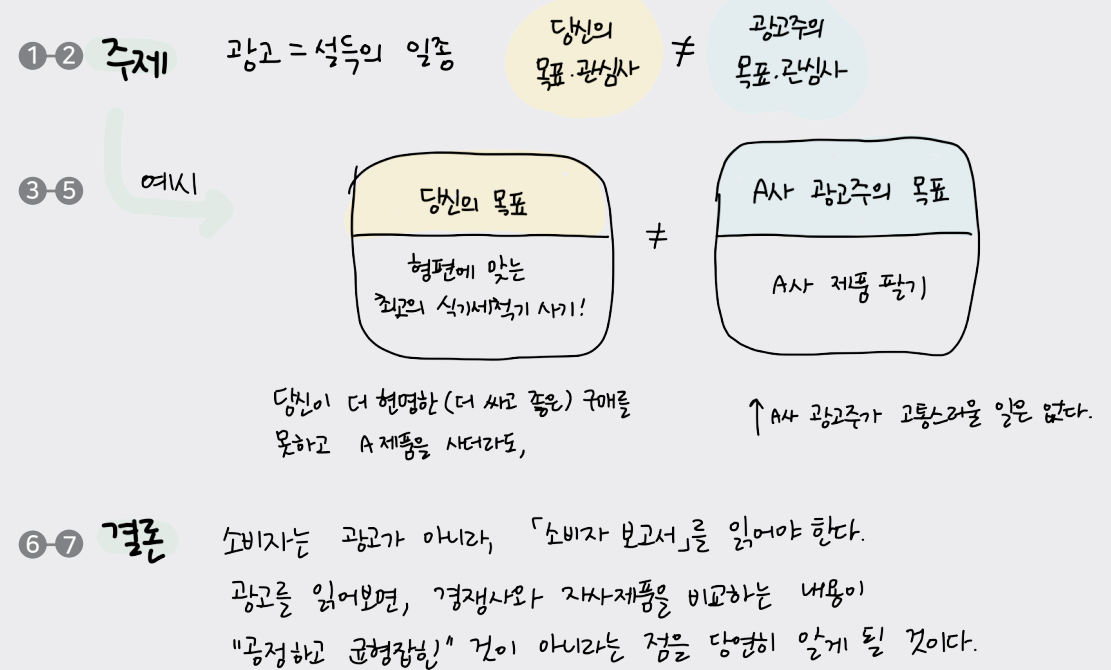 ①-② 주제 광고 = 설득의 일종 당신의 목표·관심사 ≠ 광고주의 목표·관심사
③-⑤ 예시
당신의 목표 ≠ A사 광고주의 목표
형편에 맞는
최고의 식기세척기 사기!
A사 제품 팔기
당신이 더 현명한 (더 싸고 좋은) 구매를
못하고 A제품을 사더라도,
↑ A사 광고주가 고통스러울 일은 없다.
⑥-⑦ 결론 소비자는 광고가 아니라, 「소비자 보고서」를 읽어야 한다.
광고를 읽어보면, 경쟁사와 자사제품을 비교하는 내용이
"공정하고 균형잡힌" 것이 아니라는 점을 당연히 알게 될 것이다.